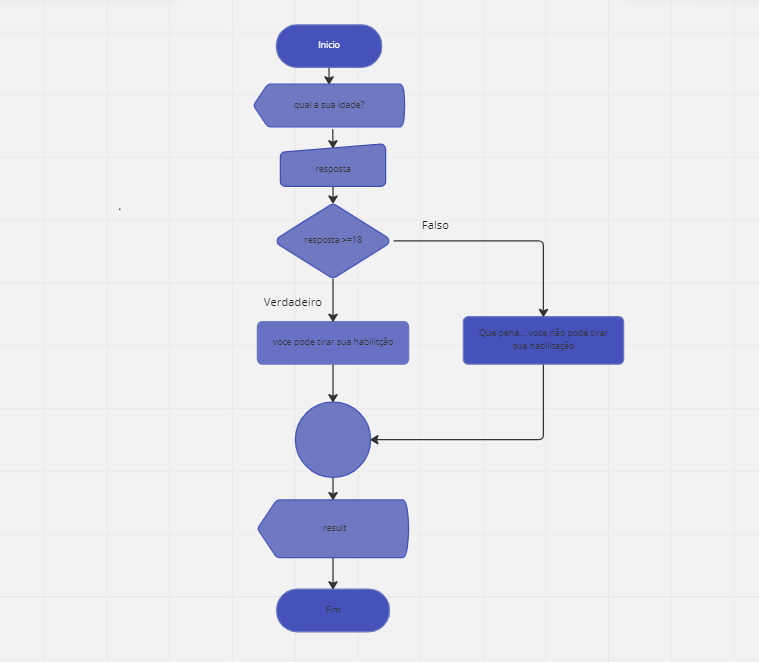 Inicio
qual a sua idade?
resposta
resposta >=18
Falso
Verdadeiro
voce pode tirar sua habilitção
Que pena... voce não pode tirar
sua habilitação
result
Fim